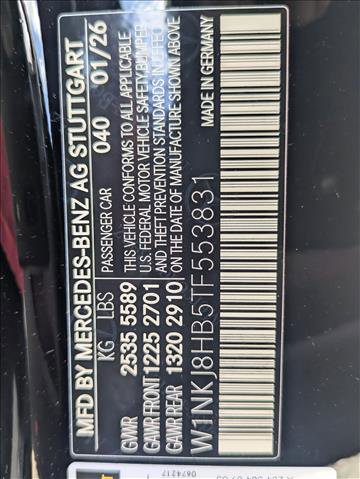 MFD BY MERCEDES-BENZ AG STUTTGART
PASSENGER CAR 040 01/26
KG LBS
GVWR 2535 5589
GAWR FRONT 1225 2701
GAWR REAR 1320 2910
THIS VEHICLE CONFORMS TO ALL APPLICABLE
U.S. FEDERAL MOTOR VEHICLE SAFETY, BUMPER,
AND THEFT PREVENTION STANDARDS IN EFFECT
ON THE DATE OF MANUFACTURE SHOWN ABOVE
W1NKJ8HB5TF553831
MADE IN GERMANY
0674217